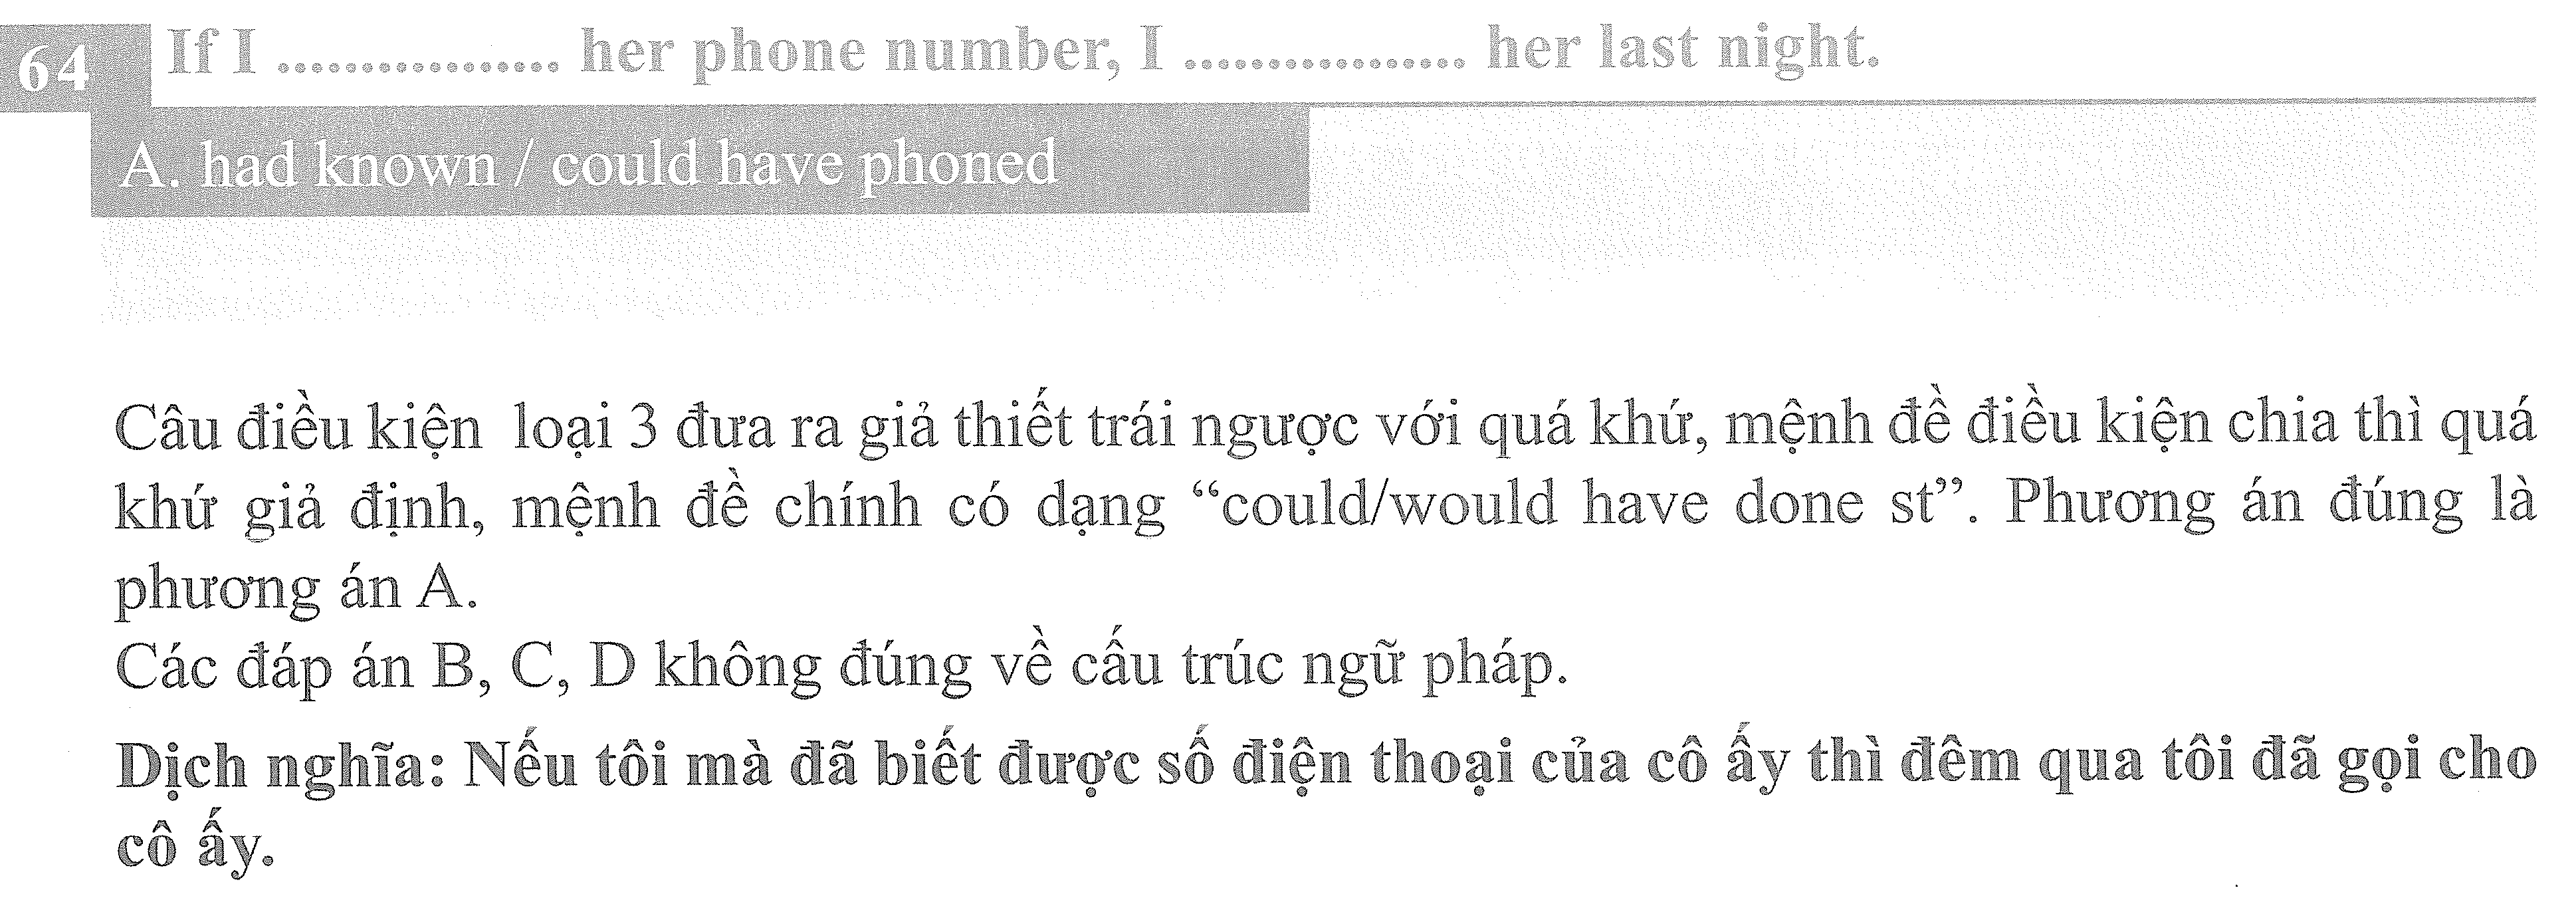 64 If I ................ her phone number, I ................ her last night.
A. had known / could have phoned
Câu điều kiện loại 3 đưa ra giả thiết trái ngược với quá khứ, mệnh đề điều kiện chia thì quá
khứ giả định, mệnh đề chính có dạng “could/would have done st”. Phương án đúng là
phương án A.
Các đáp án B, C, D không đúng về cấu trúc ngữ pháp.
Dịch nghĩa: Nếu tôi mà đã biết được số điện thoại của cô ấy thì đêm qua tôi đã gọi cho
cô ấy.